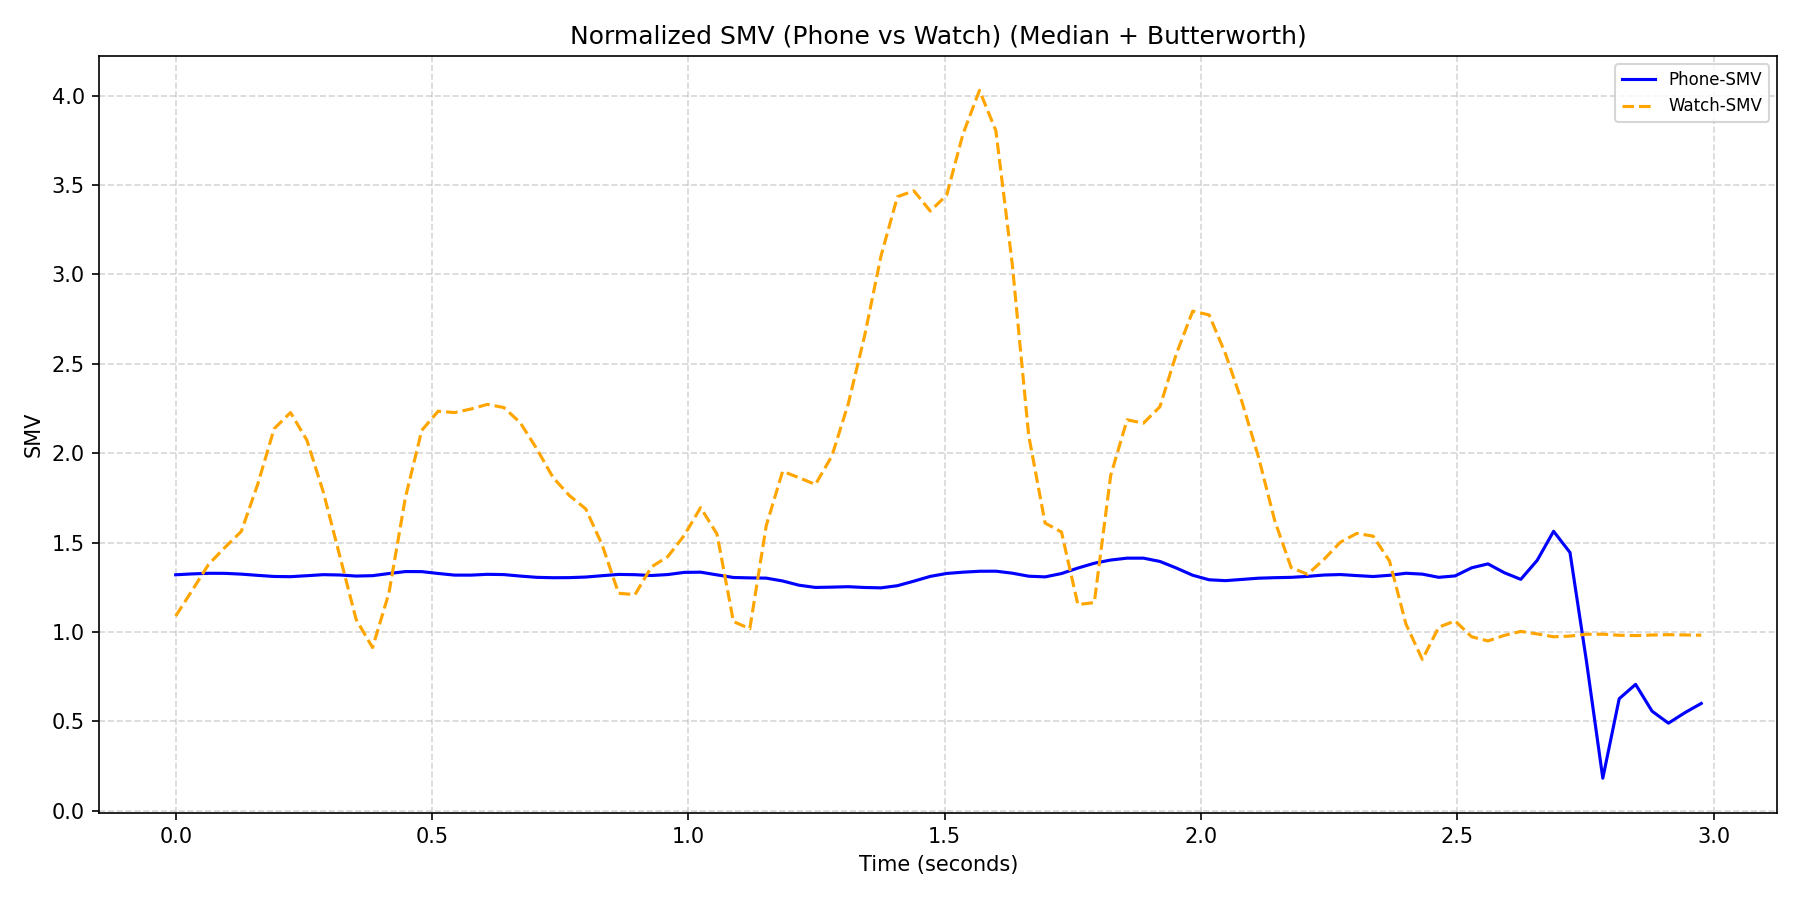 Normalized SMV (Phone vs Watch) (Median + Butterworth)
Phone-SMV
Watch-SMV
SMV
4.0
3.5
3.0
2.5
2.0
1.5
1.0
0.5
0.0
0.0 0.5 1.0 1.5 2.0 2.5 3.0
Time (seconds)